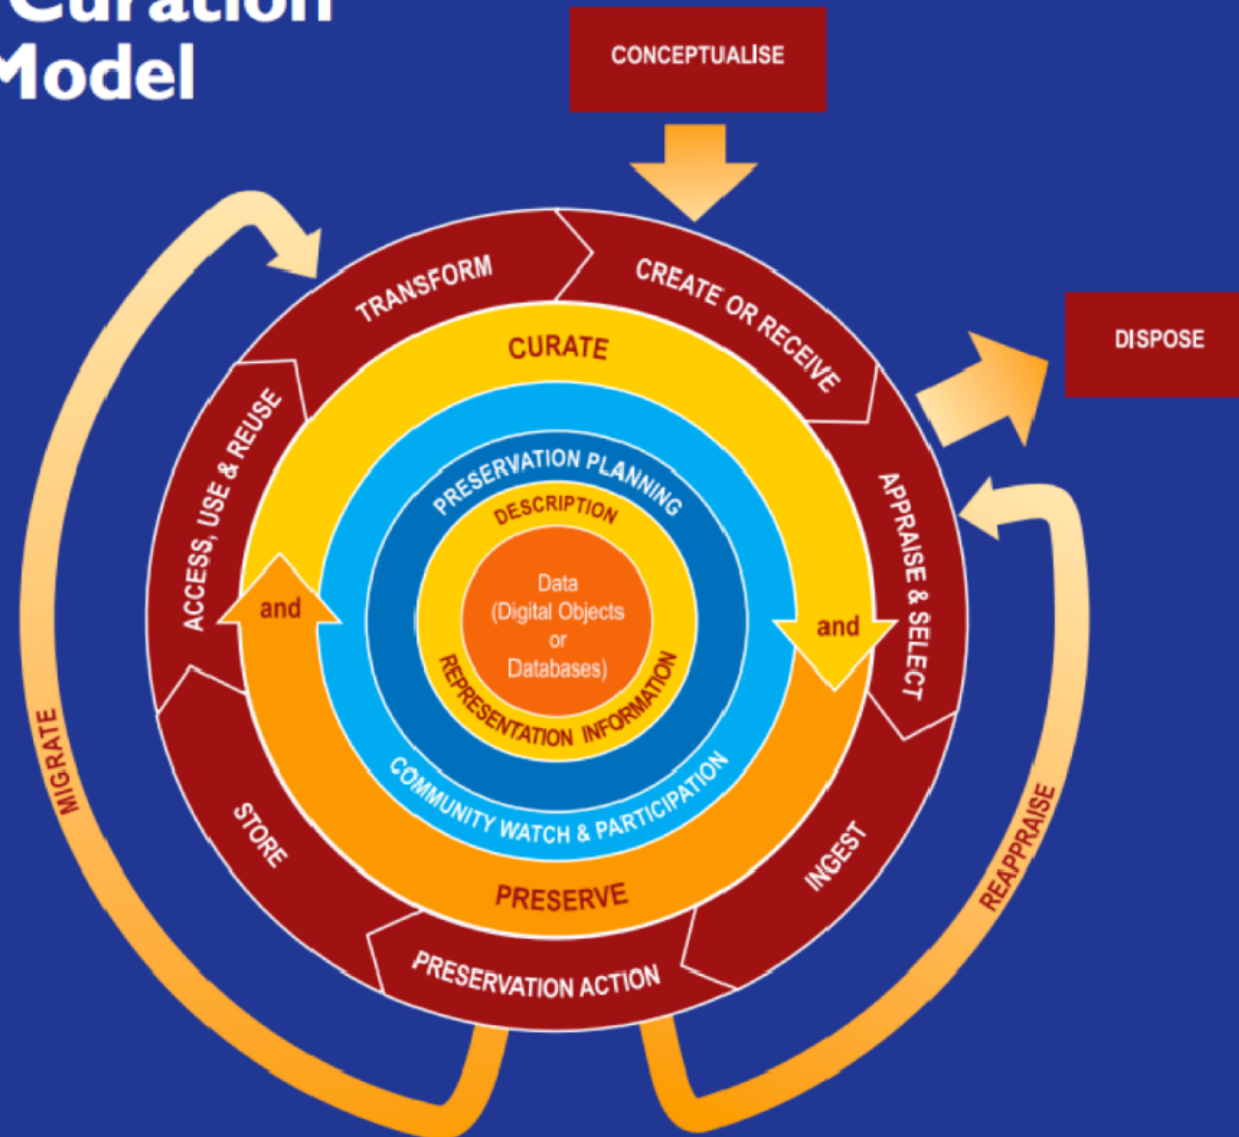 Curation
Model
CONCEPTUALISE
DISPOSE
TRANSFORM
CREATE OR RECEIVE
APPRAISE & SELECT
INGEST
PRESERVATION ACTION
STORE
ACCESS, USE & REUSE
CURATE
and
PRESERVE
and
COMMUNITY WATCH & PARTICIPATION
PRESERVATION PLANNING
DESCRIPTION
REPRESENTATION INFORMATION
Data
(Digital Objects
or
Databases)
MIGRATE
REAPPRAISE